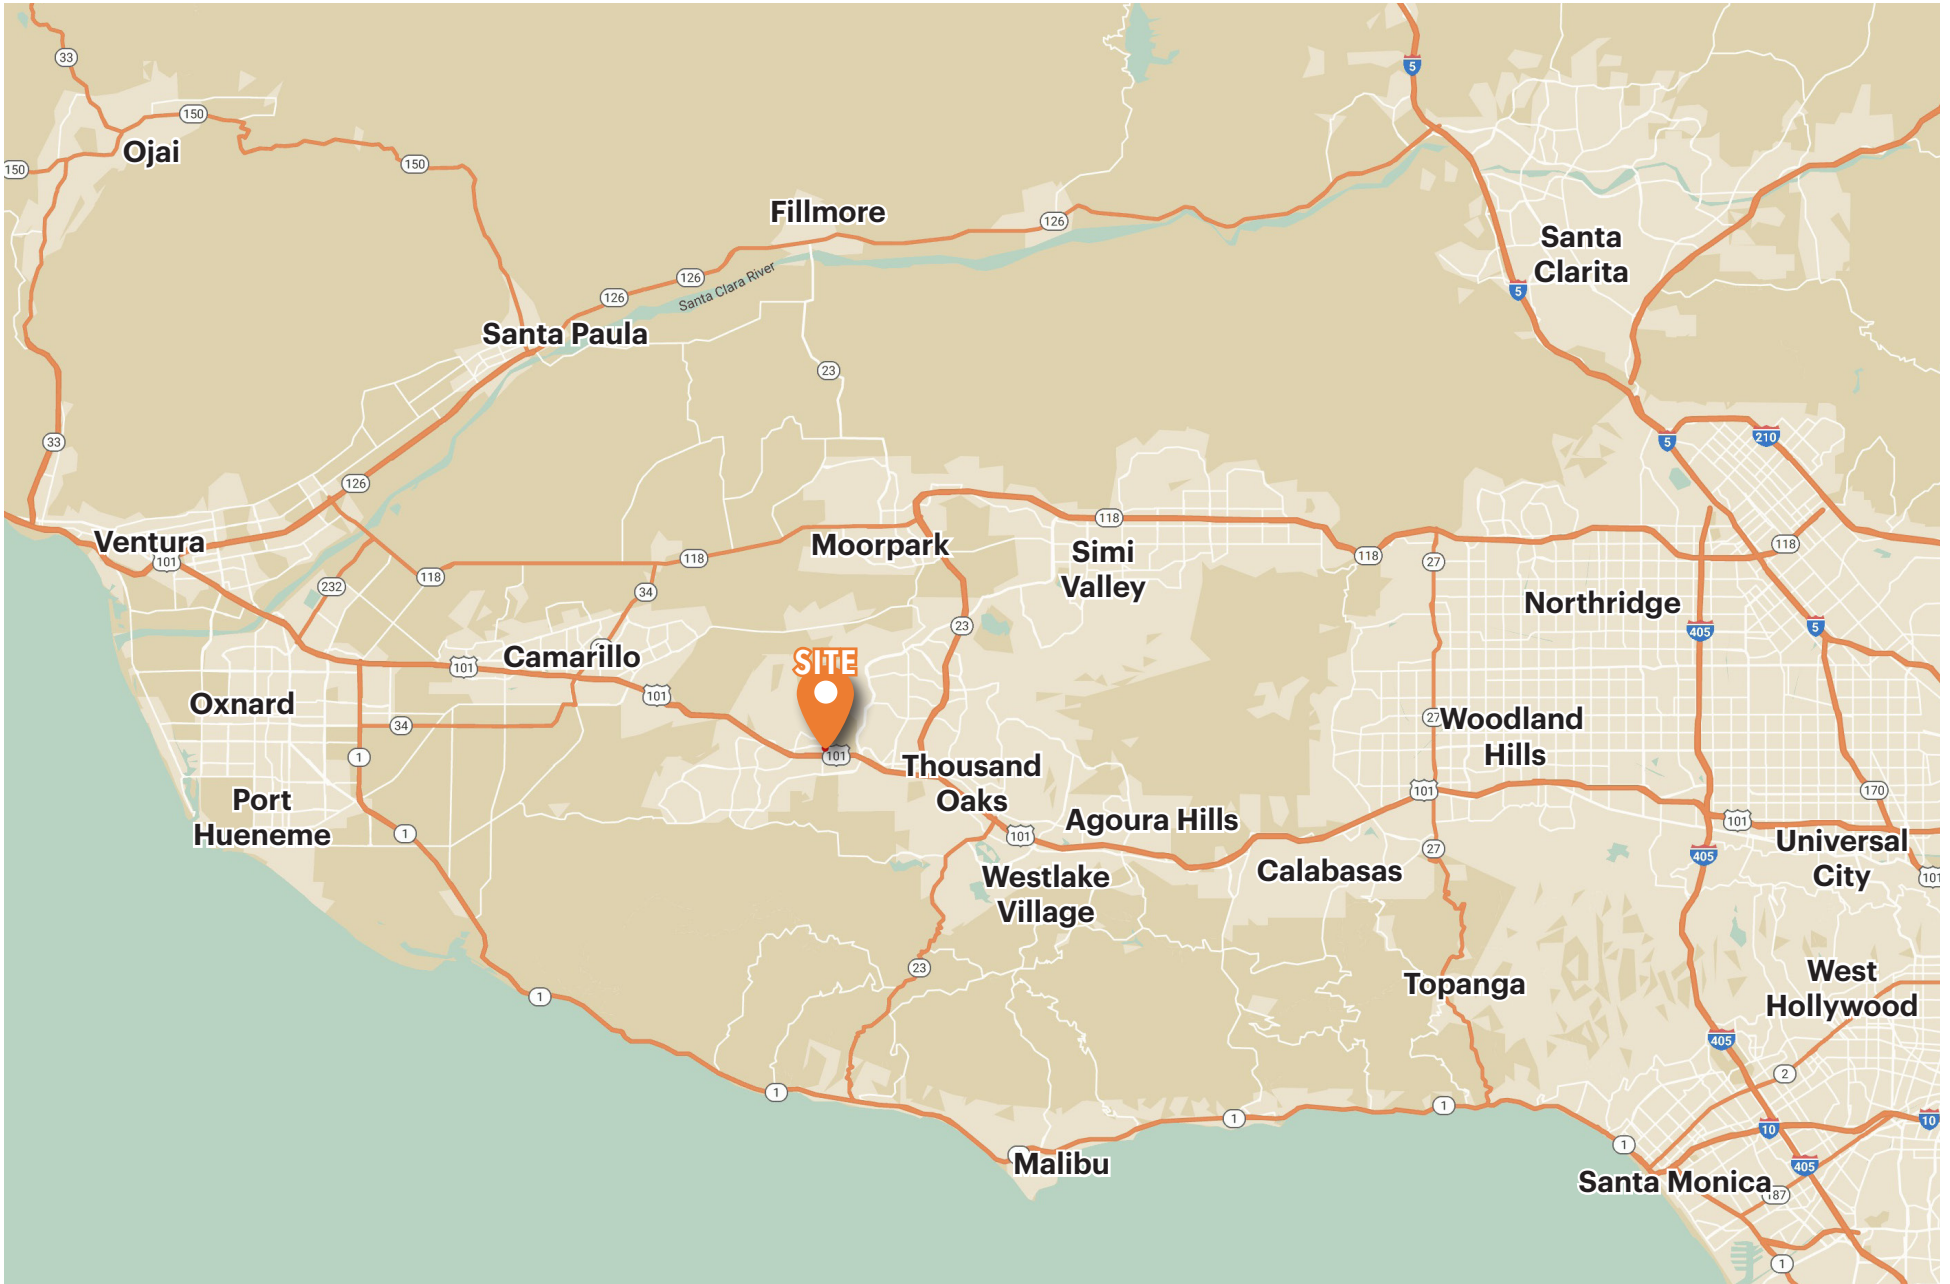 33
5
150
Ojai
150
150
Fillmore
126
Santa
Clarita
126
Santa Clara River
126
5
Santa Paula
23
33
5
210
126
118
Ventura
101
118
Moorpark
Simi
Valley
118
118
27
232
118
34
Northridge
23
405
5
Camarillo
101
SITE
101
Oxnard
34
27
Woodland
Hills
1
101
Thousand
Oaks
101
170
Port
Hueneme
1
101
Agoura Hills
101
Universal
City
27
405
Calabasas
101
Westlake
Village
23
Topanga
West
Hollywood
1
405
2
1
1
1
10
10
1
Malibu
405
Santa Monica
187
1